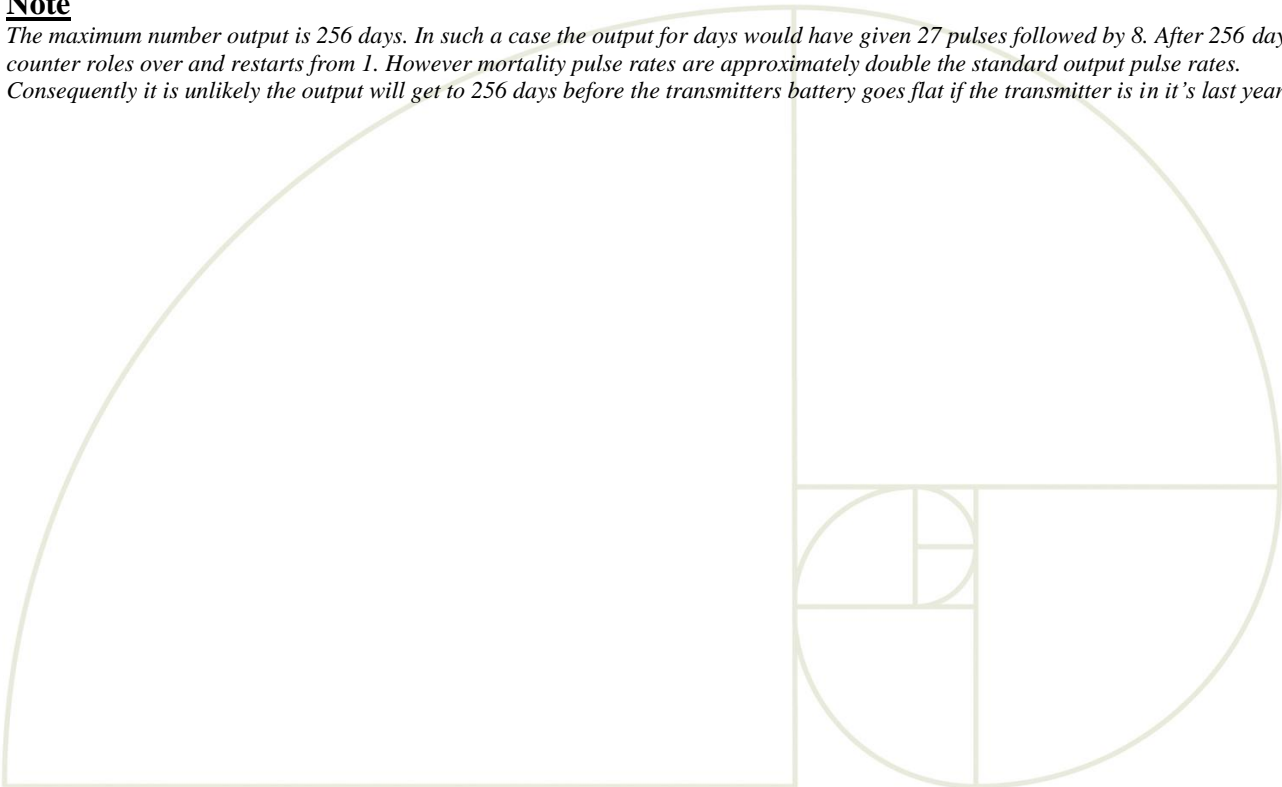 Note
The maximum number output is 256 days. In such a case the output for days would have given 27 pulses followed by 8. After 256 day
counter roles over and restarts from 1. However mortality pulse rates are approximately double the standard output pulse rates.
Consequently it is unlikely the output will get to 256 days before the transmitters battery goes flat if the transmitter is in it’s last year